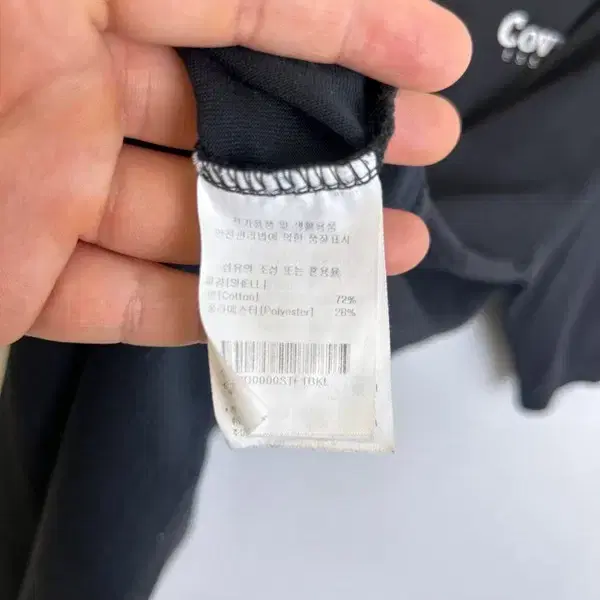 Cov
전기용품 및 생활용품
안전관리법에 의한 품질표시
섬유의 조성 또는 혼용율
겉감[SHELL]
면[Cotton] 72%
폴리에스터[Polyester] 28%